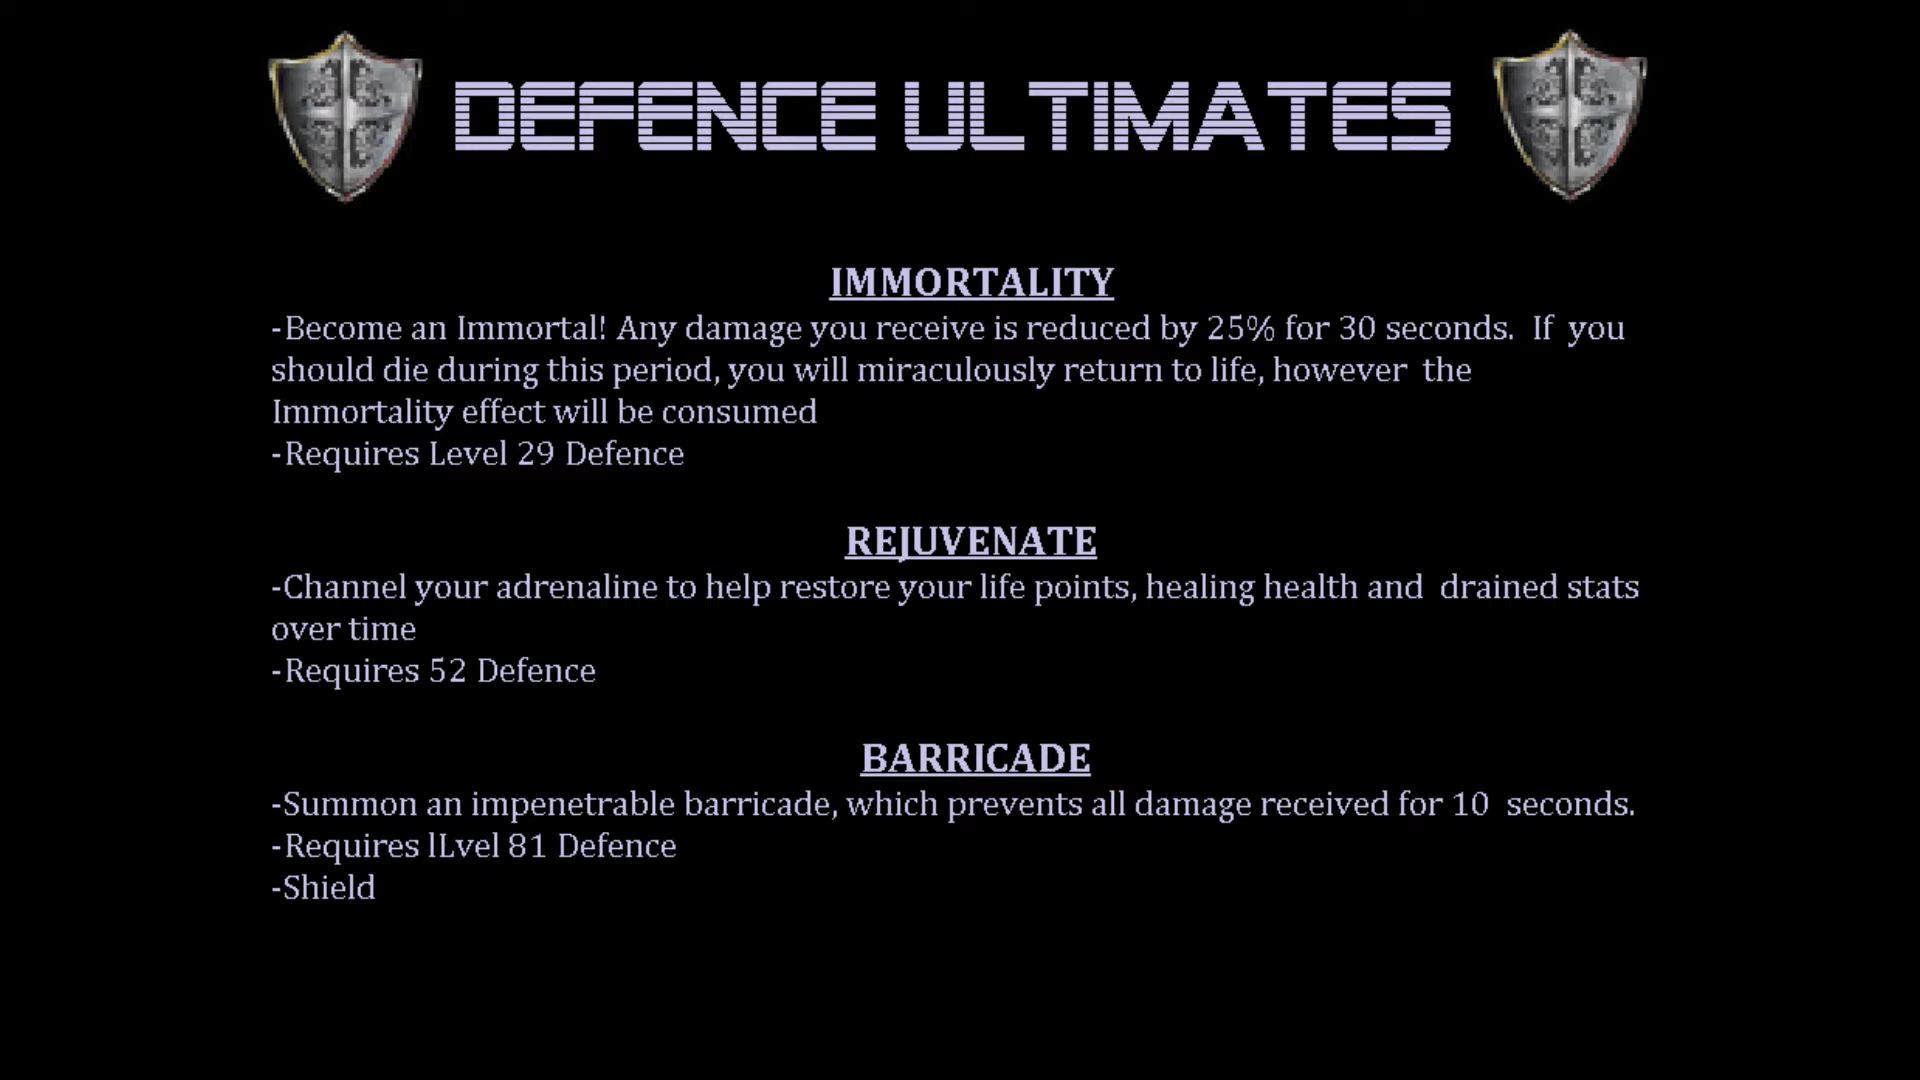 DEFENCE ULTIMATES
IMMORTALITY
-Become an Immortal! Any damage you receive is reduced by 25% for 30 seconds.  If  you
should die during this period, you will miraculously return to life, however  the
Immortality effect will be consumed
-Requires Level 29 Defence
REJUVENATE
-Channel your adrenaline to help restore your life points, healing health and  drained stats
over time
-Requires 52 Defence
BARRICADE
-Summon an impenetrable barricade, which prevents all damage received for 10  seconds.
-Requires lLvel 81 Defence
-Shield